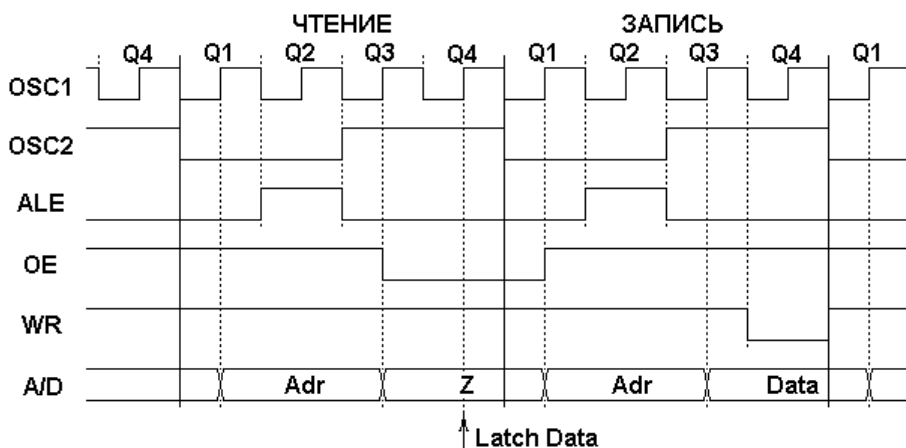 ЧТЕНИЕ ЗАПИСЬ
Q4 Q1 Q2 Q3 Q4 Q1 Q2 Q3 Q4 Q1
OSC1
OSC2
ALE
OE
WR
A/D Adr Z Adr Data
Latch Data